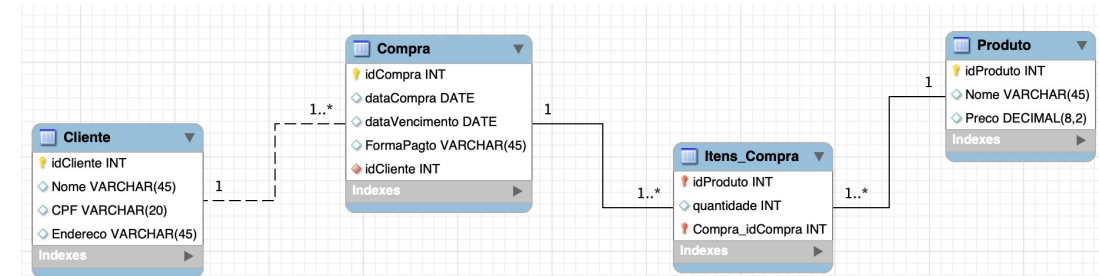 Cliente
idCliente INT
Nome VARCHAR(45)
CPF VARCHAR(20)
Endereco VARCHAR(45)
Indexes
1
1..*
Compra
idCompra INT
dataCompra DATE
dataVencimento DATE
FormaPagto VARCHAR(45)
idCliente INT
Indexes
1
1..*
Itens_Compra
idProduto INT
quantidade INT
Compra_idCompra INT
Indexes
1..*
1
Produto
idProduto INT
Nome VARCHAR(45)
Preco DECIMAL(8,2)
Indexes